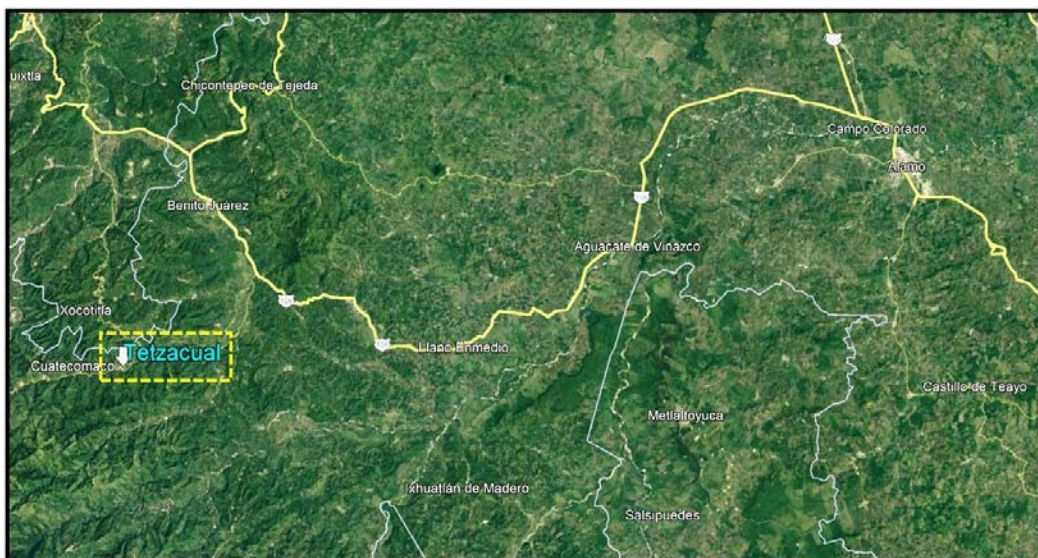 uixtla
Chicontepec de Tejeda
Campo Colorado
Álamo
Benito Juárez
Aguacate de Vinazco
Ixocotitla
Tetzacual
Llano Enmedio
Cuatecomaco
Castillo de Teayo
Metlaltoyuca
Ixhuatlán de Madero
Salsipuedes